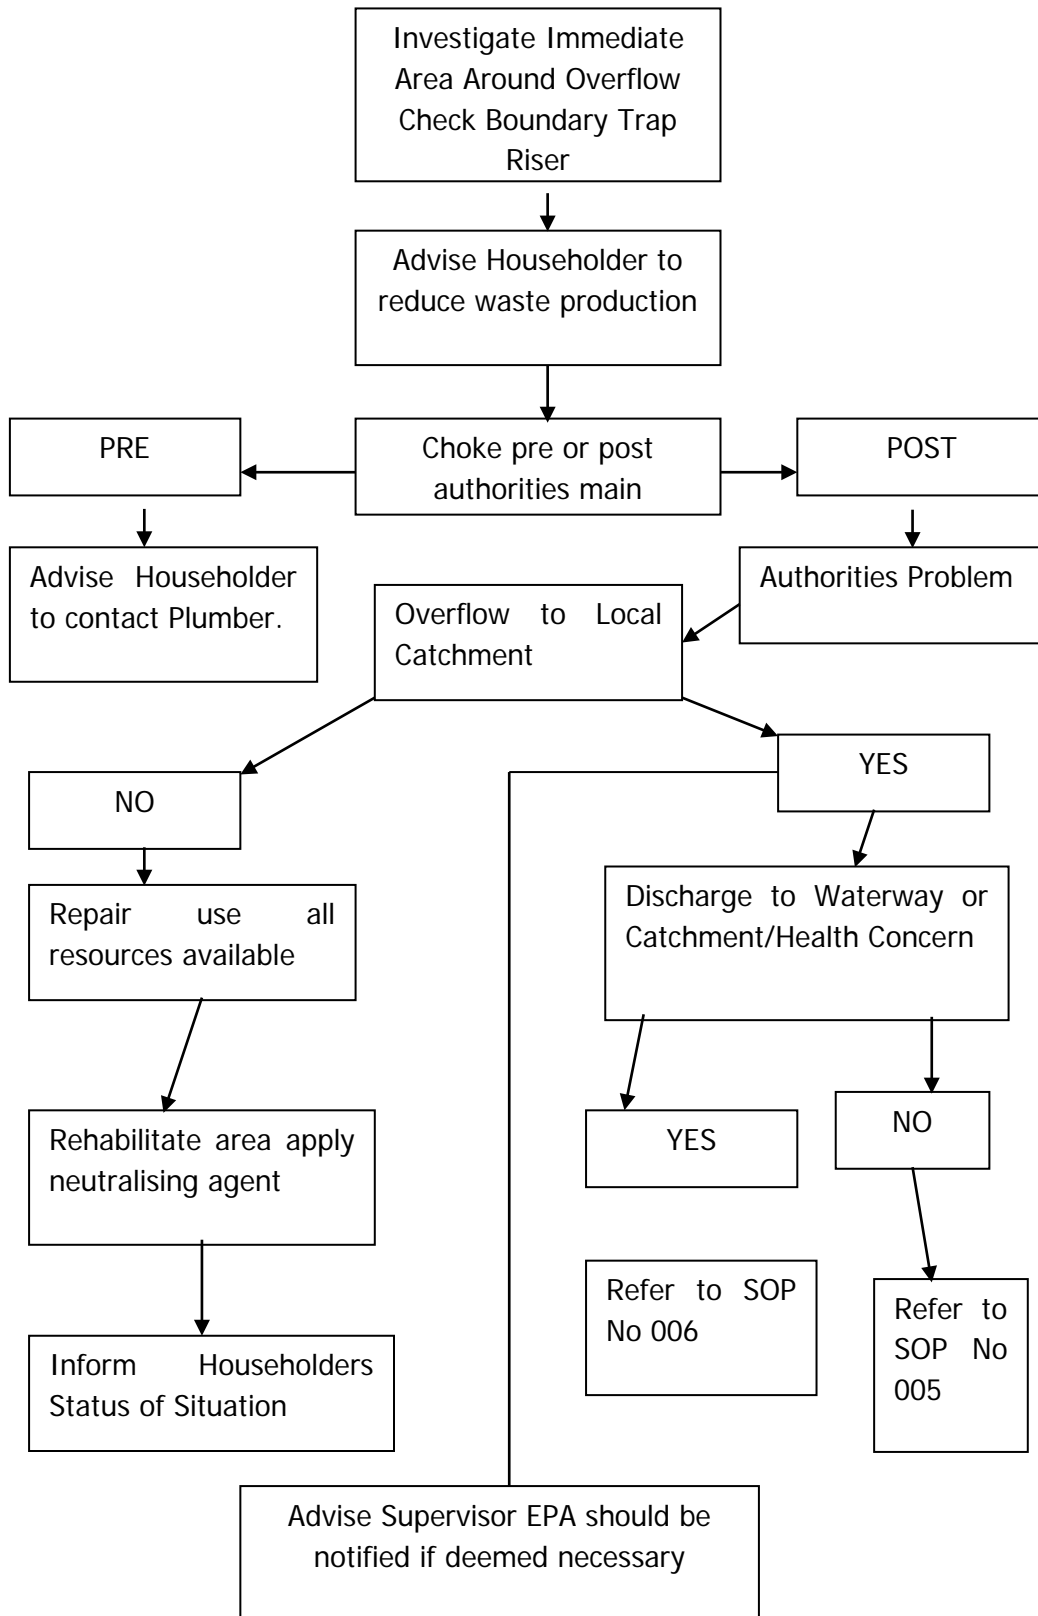 Investigate Immediate
Area Around Overflow
Check Boundary Trap
Riser
Advise Householder to
reduce waste production
PRE
Choke pre or post
authorities main
POST
Advise Householder
to contact Plumber.
Overflow to Local
Catchment
Authorities Problem
NO
YES
Repair use all
resources available
Discharge to Waterway or
Catchment/Health Concern
Rehabilitate area apply
neutralising agent
YES
NO
Refer to SOP
No 006
Refer to
SOP No
005
Inform Householders
Status of Situation
Advise Supervisor EPA should be
notified if deemed necessary